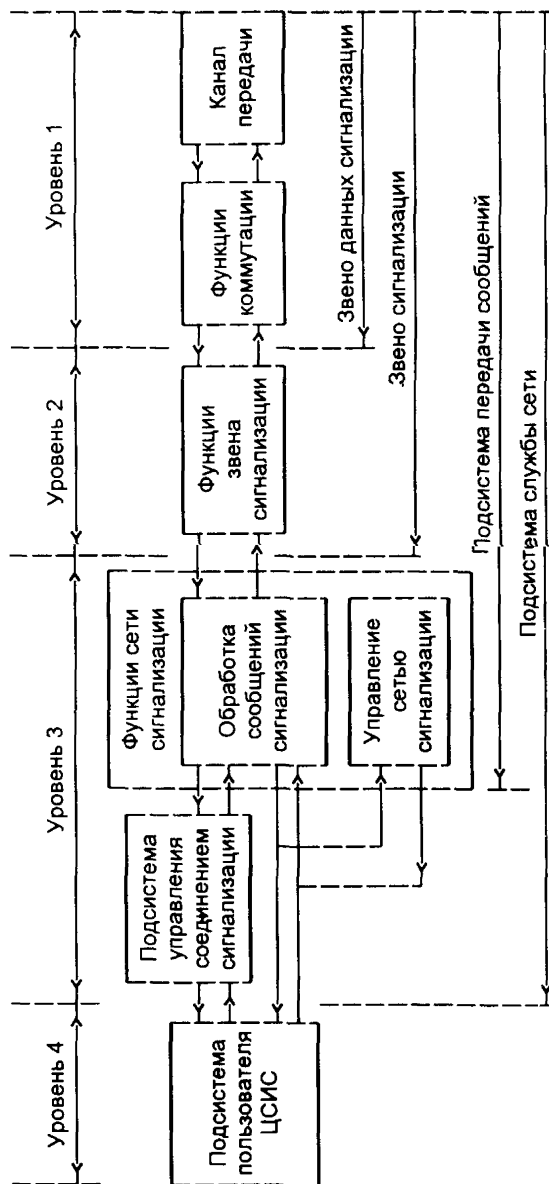 Уровень 4
Уровень 3
Уровень 2
Уровень 1
Подсистема
пользователя
ЦСИС
Подсистема
управления
соединением
сигнализации
Функции сети
сигнализации
Обработка
сообщений
сигнализации
Управление
сетью
сигнализации
Функции
звена
сигнализации
Функции
коммутации
Канал
передачи
Звено данных сигнализации
Звено сигнализации
Подсистема передачи сообщений
Подсистема службы сети